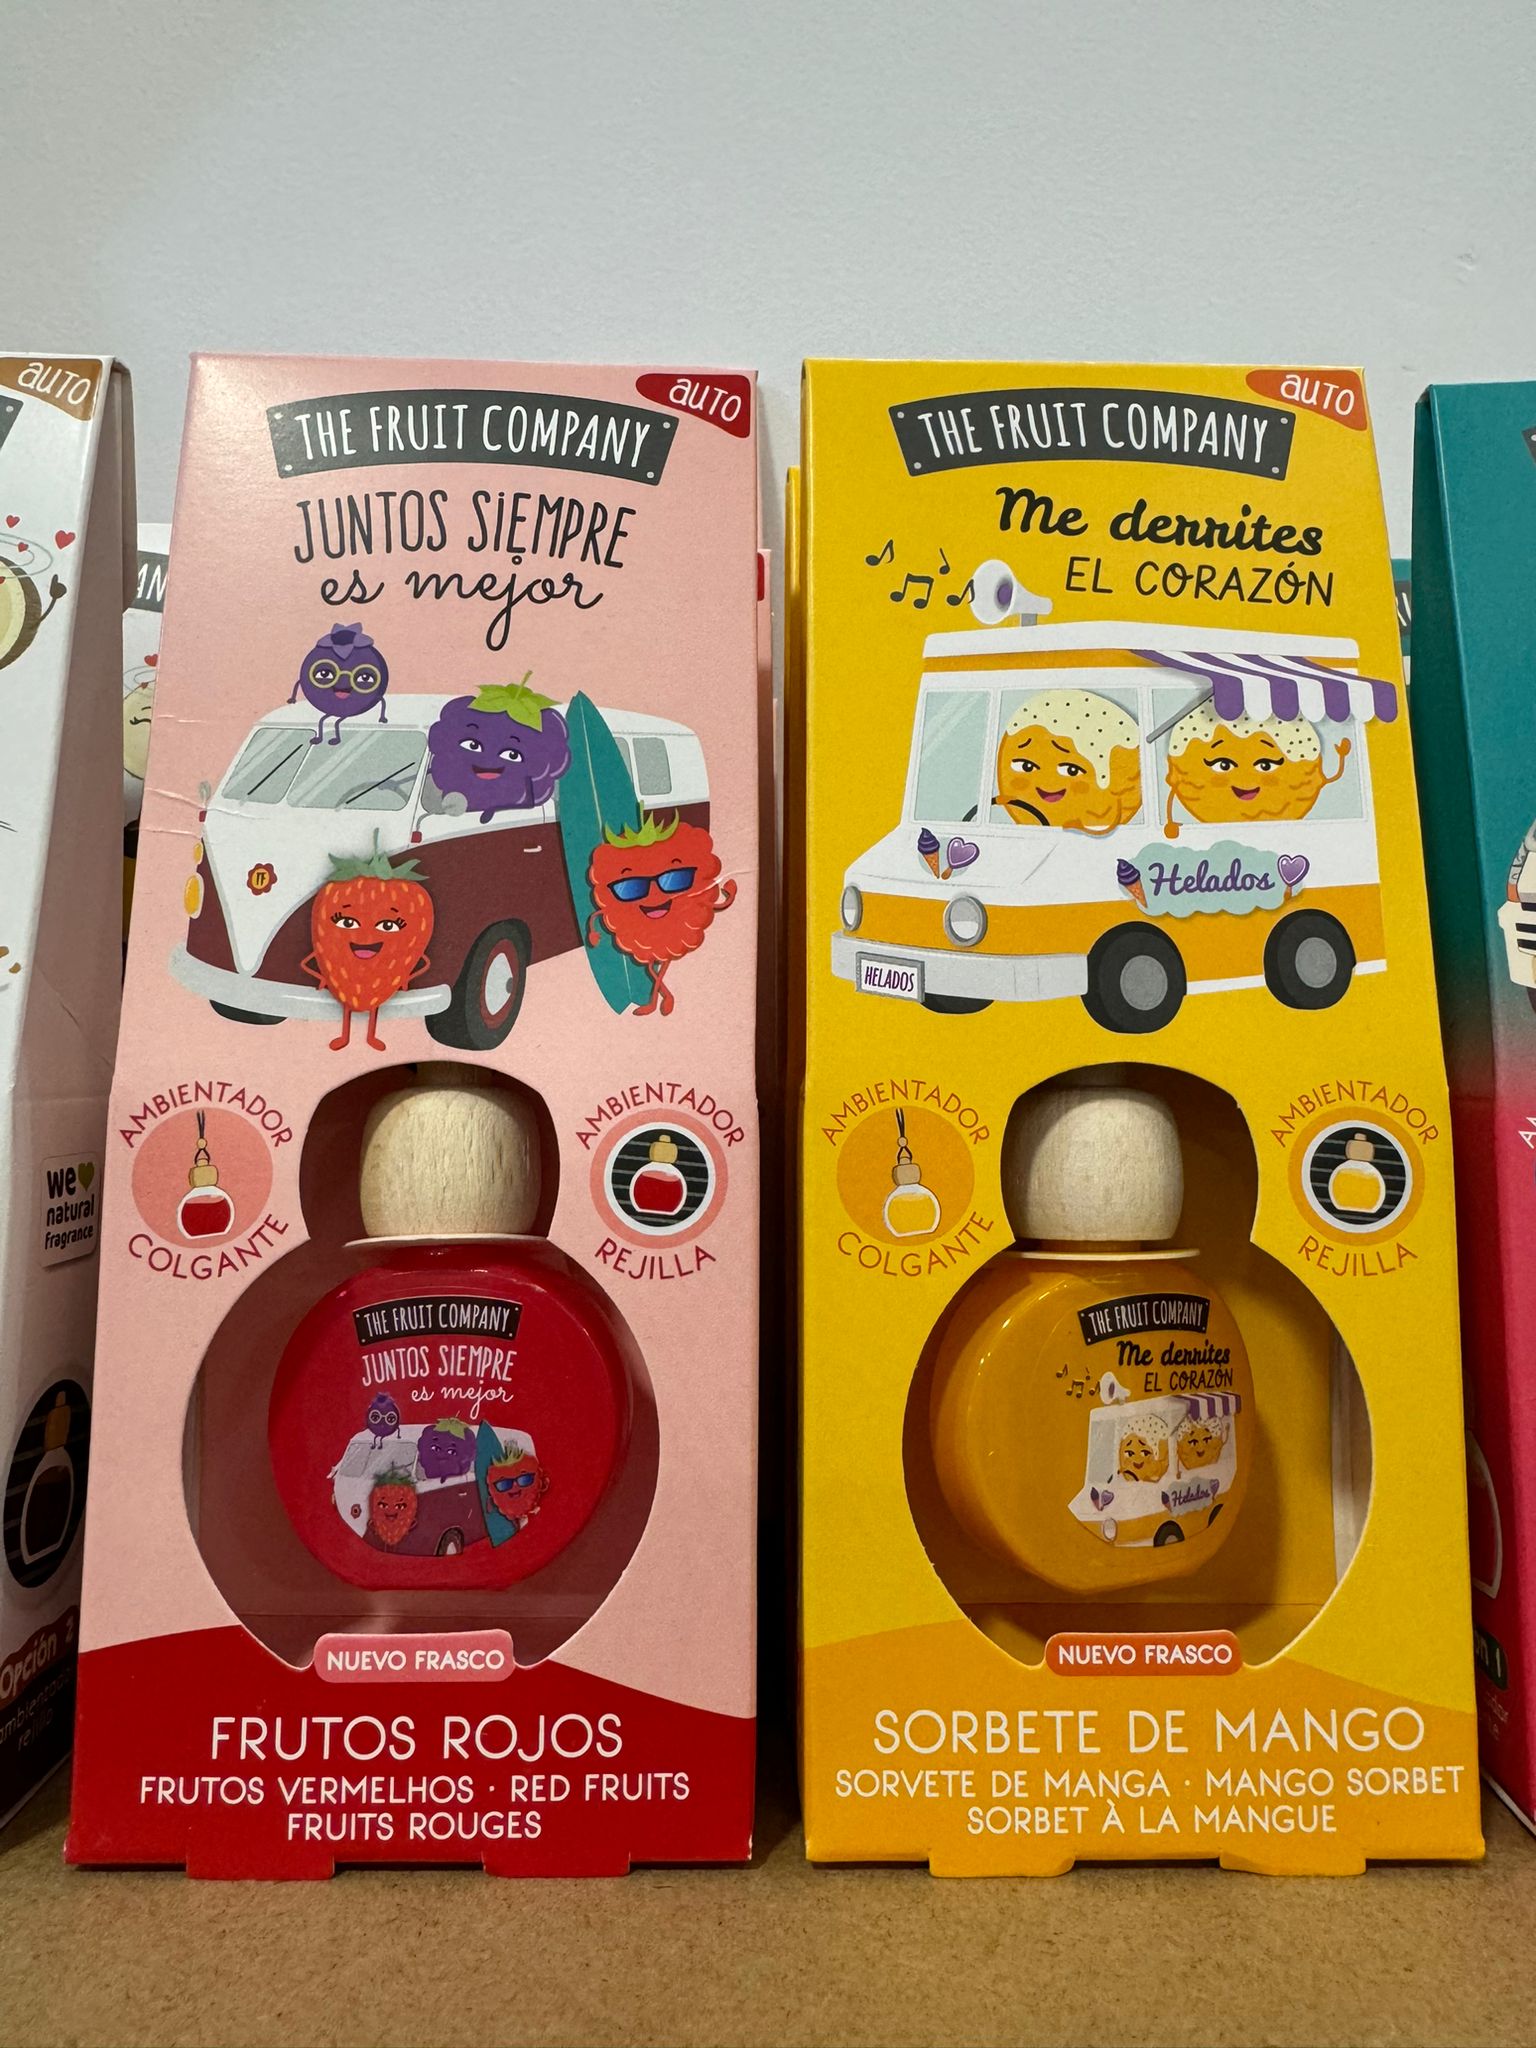 AUTO
THE FRUIT COMPANY
AUTO
JUNTOS SIEMPRE
es mejor
TF
AMBIENTADOR
COLGANTE
AMBIENTADOR
REJILLA
THE FRUIT COMPANY
JUNTOS SIEMPRE
es mejor
NUEVO FRASCO
FRUTOS ROJOS
FRUTOS VERMELHOS · RED FRUITS
FRUITS ROUGES
THE FRUIT COMPANY
AUTO
Me derrites
EL CORAZÓN
Helados
HELADOS
AMBIENTADOR
COLGANTE
AMBIENTADOR
REJILLA
THE FRUIT COMPANY
Me derrites
EL CORAZÓN
Helados
NUEVO FRASCO
SORBETE DE MANGO
SORVETE DE MANGA · MANGO SORBET
SORBET À LA MANGUE
we
natural
fragrance
Opción 2